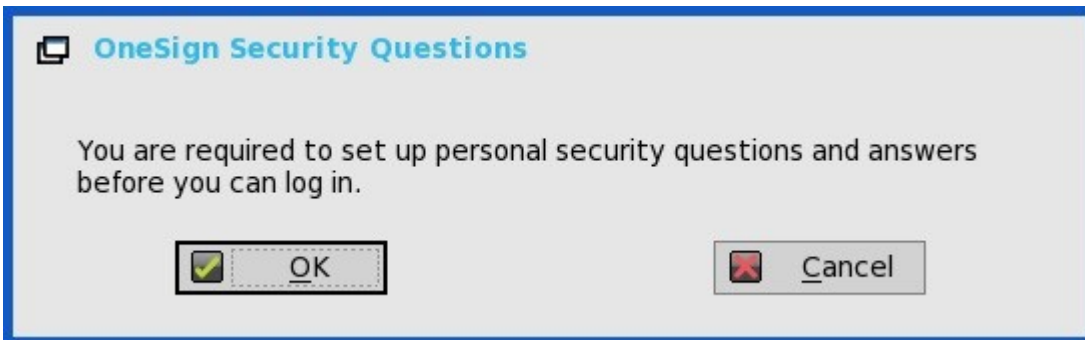 OneSign Security Questions
You are required to set up personal security questions and answers
before you can log in.
OK
Cancel